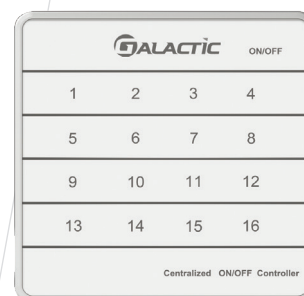 GALACTIC ON/OFF
1 2 3 4
5 6 7 8
9 10 11 12
13 14 15 16
Centralized ON/OFF Controller